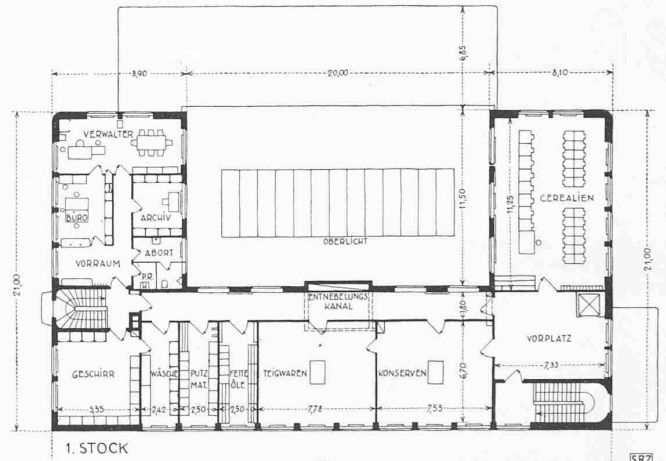 6,85
8,90
20,00
8,10
VERWALTER
BÜRO
ARCHIV
ABORT
VORRAUM
P.R.
21,00
OBERLICHT
11,50
11,25
CEREALIEN
21,00
ENTNEBELUNGS
KANAL
1,80
VORPLATZ
7,33
GESCHIRR
WÄSCHE
PUTZ
MAT.
FETTE
ÖLE
TEIGWAREN
KONSERVEN
6,70
5,35
2,42
2,50
2,50
7,78
7,55
1. STOCK
SBZ